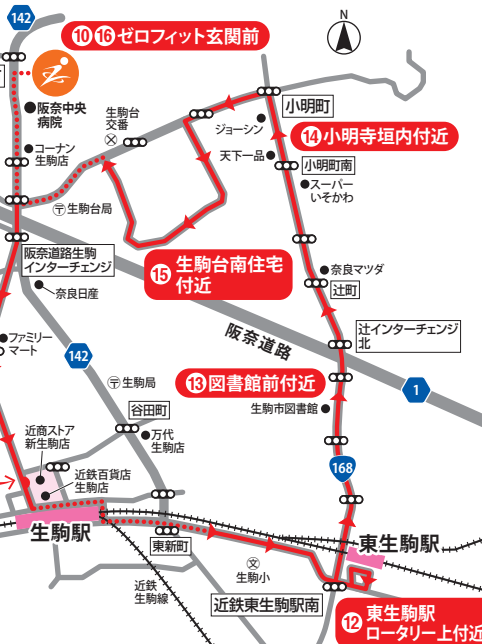 142
N
⑩⑯ゼロフィット玄関前
阪奈中央
病院
コーナン
生駒店
生駒台
交番
小明町
ジョーシン
⑭小明寺垣内付近
天下一品
小明町南
スーパー
いそかわ
〒生駒台局
阪奈道路生駒
インターチェンジ
⑮生駒台南住宅
付近
奈良マツダ
辻町
奈良日産
阪奈道路
辻インターチェンジ
北
ファミリー
マート
142
〒生駒局
⑬図書館前付近
1
谷田町
生駒市図書館
万代
生駒店
近商ストア
新生駒店
168
近鉄百貨店
生駒店
生駒駅
東新町
東生駒駅
文
生駒小
近鉄
生駒線
近鉄東生駒駅南
⑫東生駒駅
ロータリー上付近